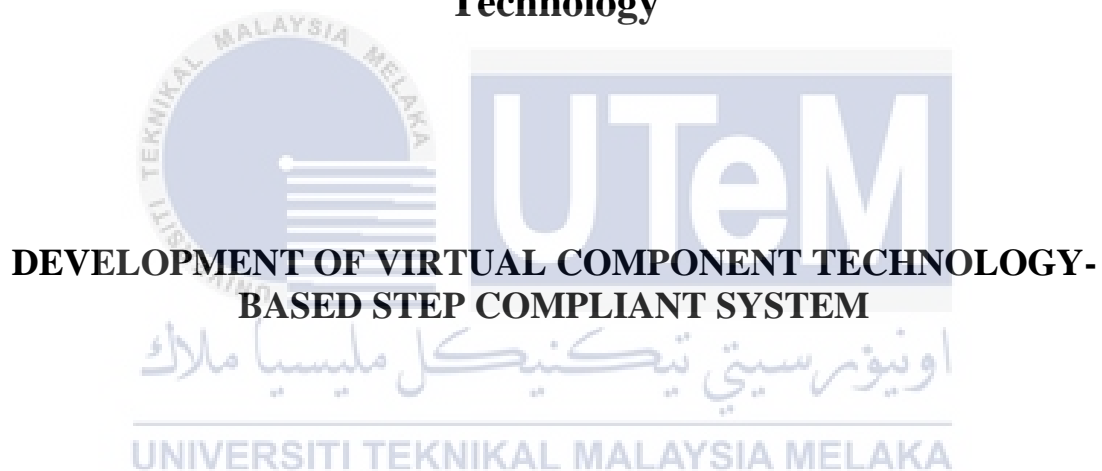 Technology
UNIVERSITI TEKNIKAL MALAYSIA MELAKA
UTeM
DEVELOPMENT OF VIRTUAL COMPONENT TECHNOLOGY-
BASED STEP COMPLIANT SYSTEM
اونيۏرسيتي تيكنيكل مليسيا ملاك
UNIVERSITI TEKNIKAL MALAYSIA MELAKA